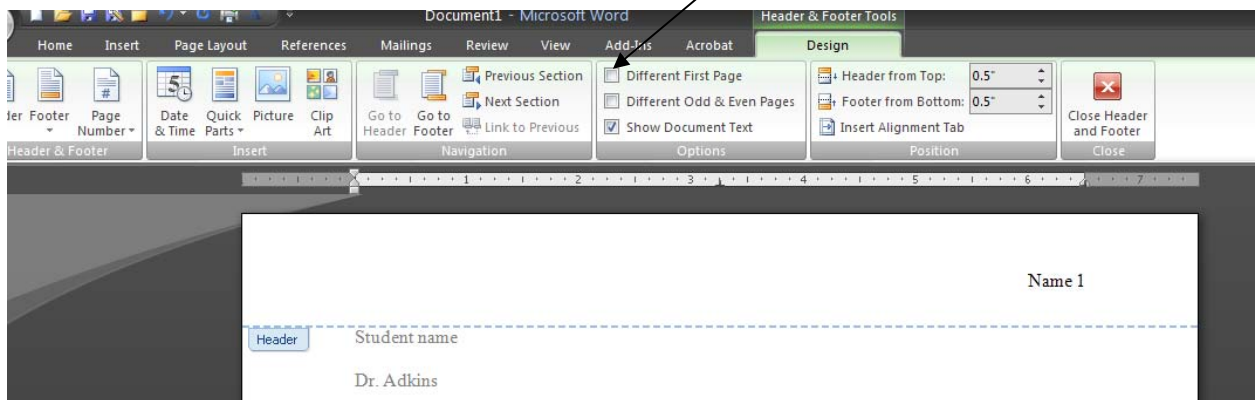 Document1 - Microsoft Word
Header & Footer Tools
Home Insert Page Layout References Mailings Review View Add-Ins Acrobat Design
Footer
Page Number
Date & Time
Quick Parts
Picture
Clip Art
Go to Header
Go to Footer
Previous Section
Next Section
Link to Previous
Different First Page
Different Odd & Even Pages
Show Document Text
Header from Top: 0.5"
Footer from Bottom: 0.5"
Insert Alignment Tab
Close Header and Footer
Header & Footer Insert Navigation Options Position Close
1 2 3 4 5 6 7
Name 1
Header
Student name
Dr. Adkins